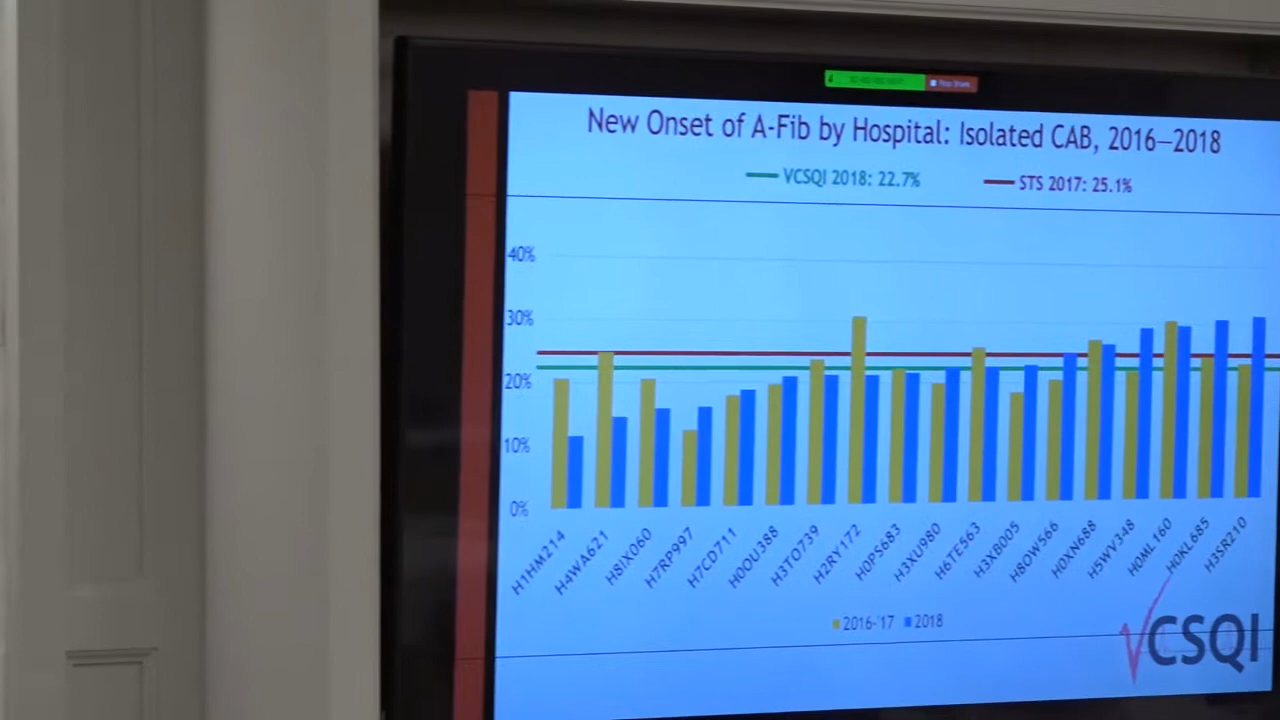 Stop Share
New Onset of A-Fib by Hospital: Isolated CAB, 2016–2018
VCSQI 2018: 22.7% STS 2017: 25.1%
40%
30%
20%
10%
0%
H1HM214 H4WA621 H8IX060 H7RP997 H7CD711 H0OU388 H3TO739 H2RY172 H0PS683 H3XU980 H6TE563 H3XB005 H8OW566 H0XN688 H5WV348 H0ML160 H0KL685 H3SR210
2016-'17 2018
VCSQI